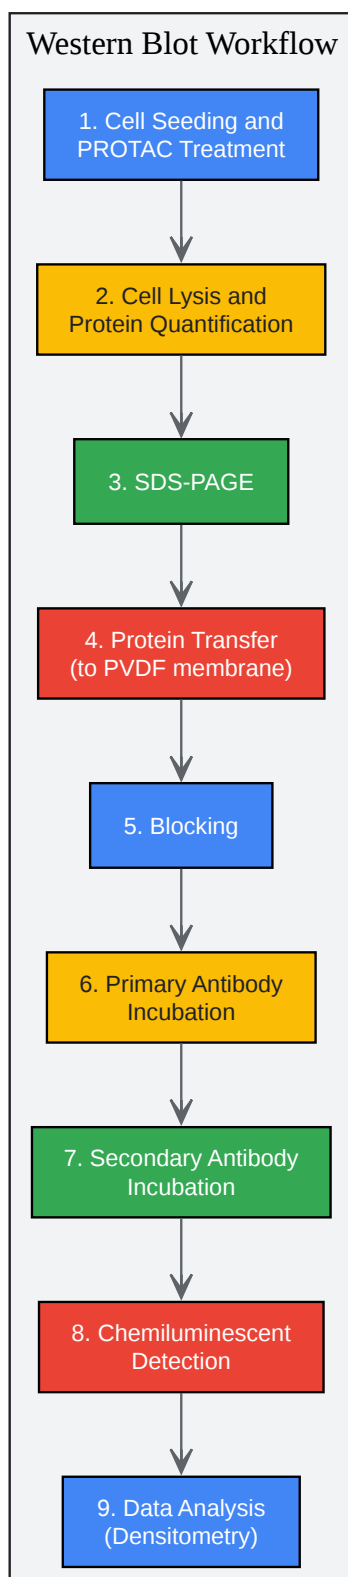 Western Blot Workflow
1. Cell Seeding and
PROTAC Treatment
2. Cell Lysis and
Protein Quantification
3. SDS-PAGE
4. Protein Transfer
(to PVDF membrane)
5. Blocking
6. Primary Antibody
Incubation
7. Secondary Antibody
Incubation
8. Chemiluminescent
Detection
9. Data Analysis
(Densitometry)